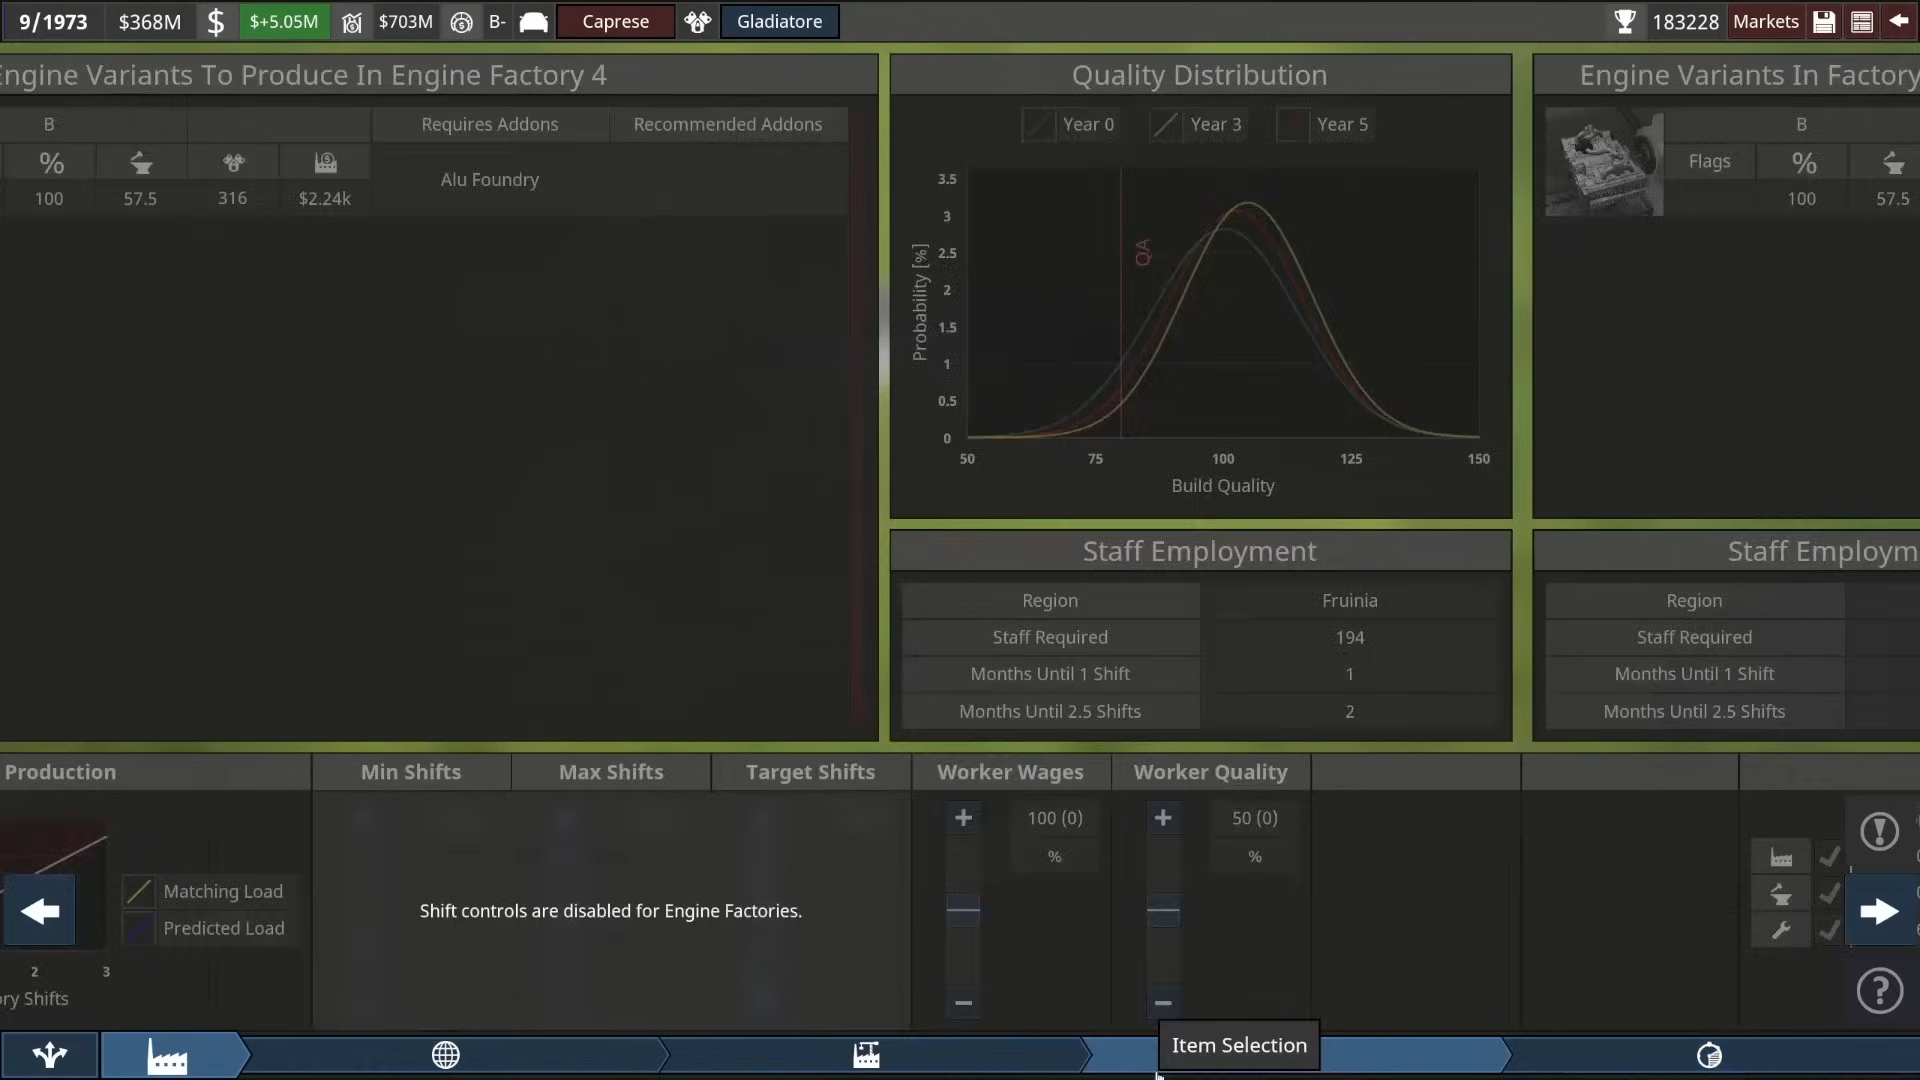 9/1973 $368M $+5.05M $703M B- Caprese Gladiatore 183228 Markets
Engine Variants To Produce In Engine Factory 4
B Requires Addons Recommended Addons
%
100 57.5 316 $2.24k Alu Foundry
Quality Distribution
Year 0 Year 3 Year 5
3.5
3
2.5
2
1.5
1
0.5
0
Probability [%]
QA
50 75 100 125 150
Build Quality
Engine Variants In Factory
B
Flags %
100 57.5
Staff Employment
Region Fruinia
Staff Required 194
Months Until 1 Shift 1
Months Until 2.5 Shifts 2
Staff Employm
Region
Staff Required
Months Until 1 Shift
Months Until 2.5 Shifts
Production Min Shifts Max Shifts Target Shifts Worker Wages Worker Quality
100 (0) 50 (0)
% %
Matching Load
Predicted Load
2 3
ory Shifts
Shift controls are disabled for Engine Factories.
Item Selection